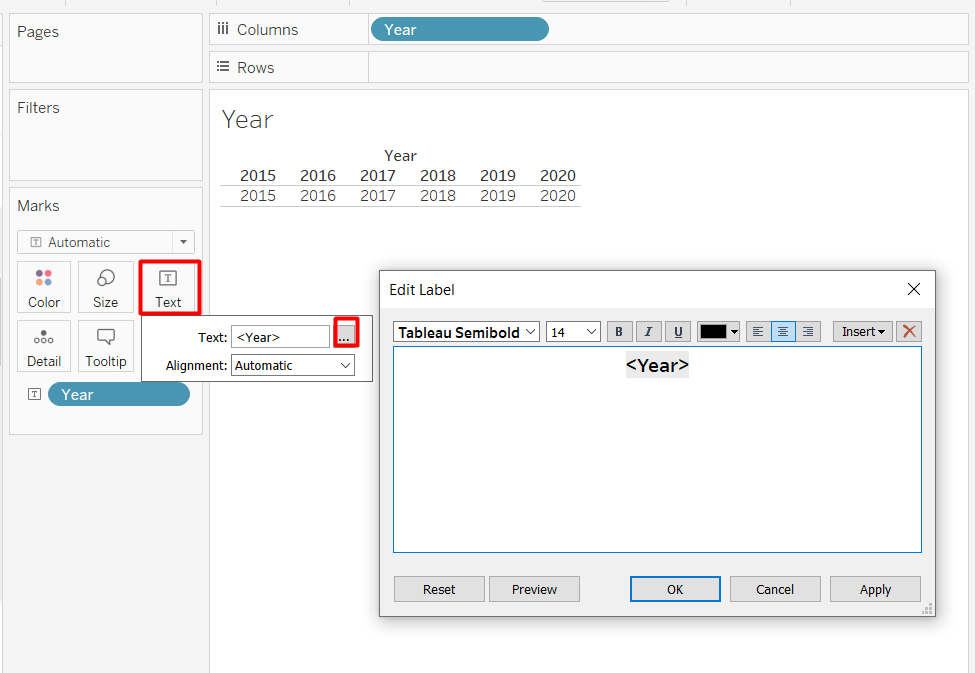 Pages
Columns
Year
Rows
Filters
Year
Year
2015 2016 2017 2018 2019 2020
2015 2016 2017 2018 2019 2020
Marks
T Automatic
Color Size T Text
Text: <Year> ...
Alignment: Automatic
Detail Tooltip
T Year
Edit Label
Tableau Semibold 14 B I U Insert
<Year>
Reset Preview OK Cancel Apply